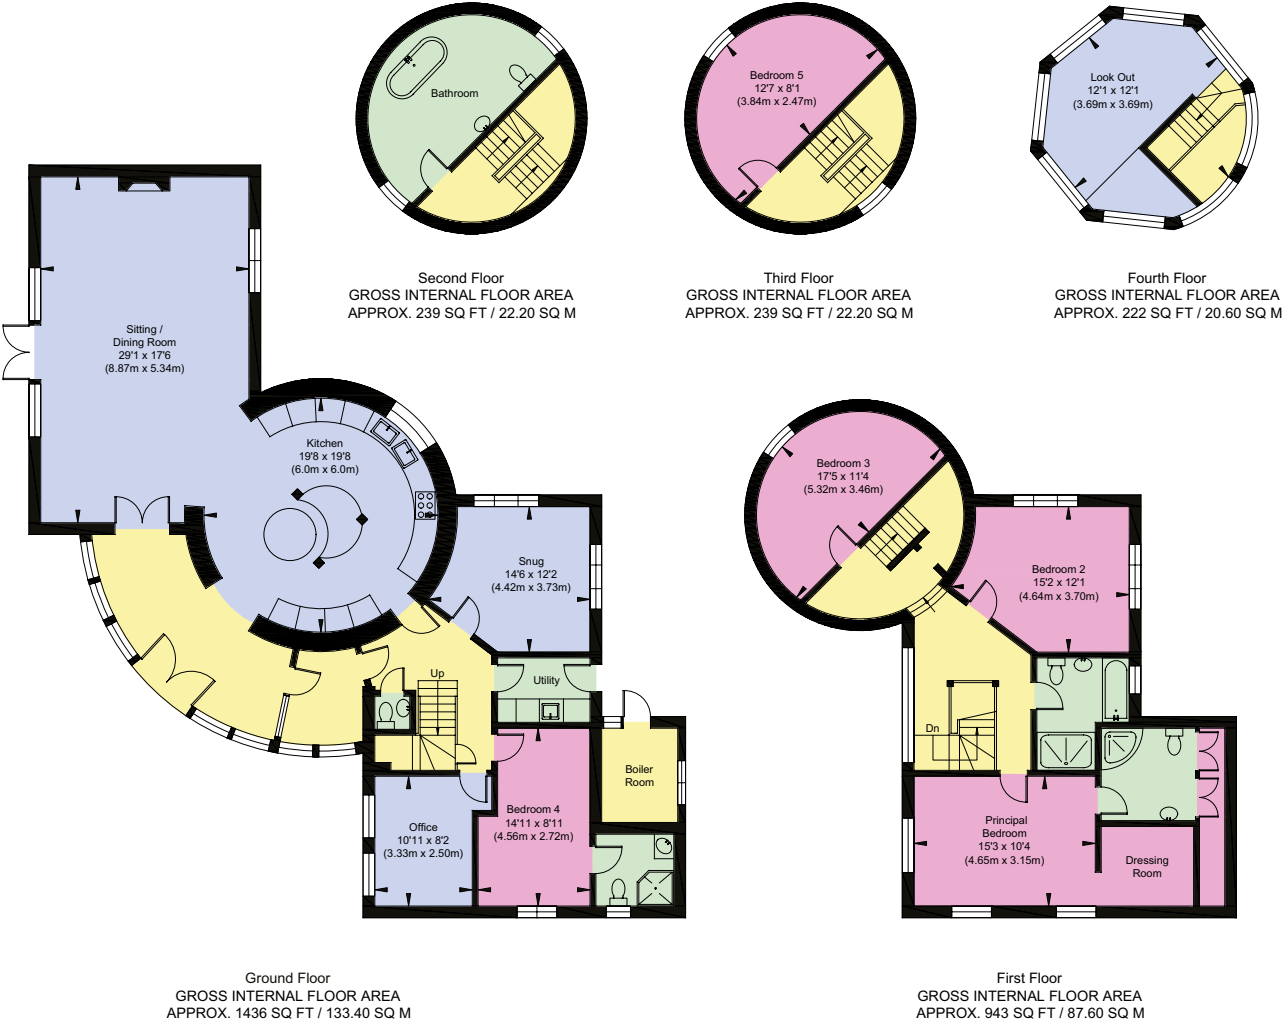 Bathroom
Second Floor
GROSS INTERNAL FLOOR AREA
APPROX. 239 SQ FT / 22.20 SQ M
Bedroom 5
12'7 x 8'1
(3.84m x 2.47m)
Third Floor
GROSS INTERNAL FLOOR AREA
APPROX. 239 SQ FT / 22.20 SQ M
Look Out
12'1 x 12'1
(3.69m x 3.69m)
Fourth Floor
GROSS INTERNAL FLOOR AREA
APPROX. 222 SQ FT / 20.60 SQ M
Sitting /
Dining Room
29'1 x 17'6
(8.87m x 5.34m)
Kitchen
19'8 x 19'8
(6.0m x 6.0m)
Snug
14'6 x 12'2
(4.42m x 3.73m)
Up
Utility
Boiler
Room
Office
10'11 x 8'2
(3.33m x 2.50m)
Bedroom 4
14'11 x 8'11
(4.56m x 2.72m)
Ground Floor
GROSS INTERNAL FLOOR AREA
APPROX. 1436 SQ FT / 133.40 SQ M
Bedroom 3
17'5 x 11'4
(5.32m x 3.46m)
Bedroom 2
15'2 x 12'1
(4.64m x 3.70m)
Dn
Principal
Bedroom
15'3 x 10'4
(4.65m x 3.15m)
Dressing
Room
First Floor
GROSS INTERNAL FLOOR AREA
APPROX. 943 SQ FT / 87.60 SQ M